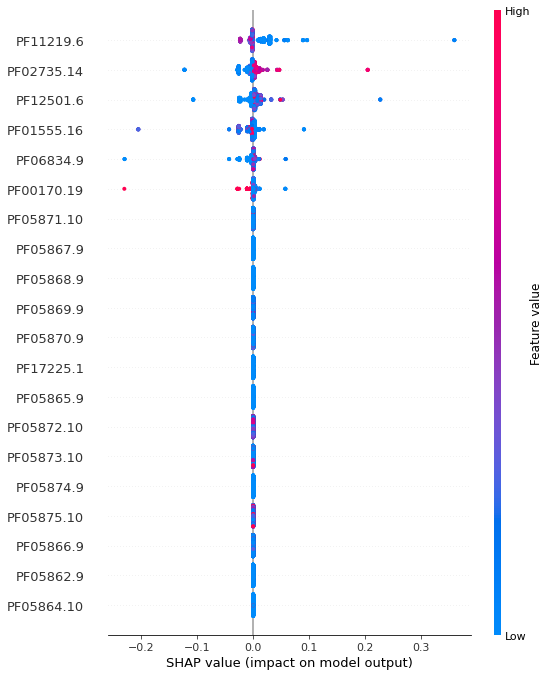 High
PF11219.6
PF02735.14
PF12501.6
PF01555.16
PF06834.9
PF00170.19
PF05871.10
PF05867.9
PF05868.9
PF05869.9
PF05870.9
PF17225.1
PF05865.9
PF05872.10
PF05873.10
PF05874.9
PF05875.10
PF05866.9
PF05862.9
PF05864.10
Feature value
Low
−0.2 −0.1 0.0 0.1 0.2 0.3
SHAP value (impact on model output)